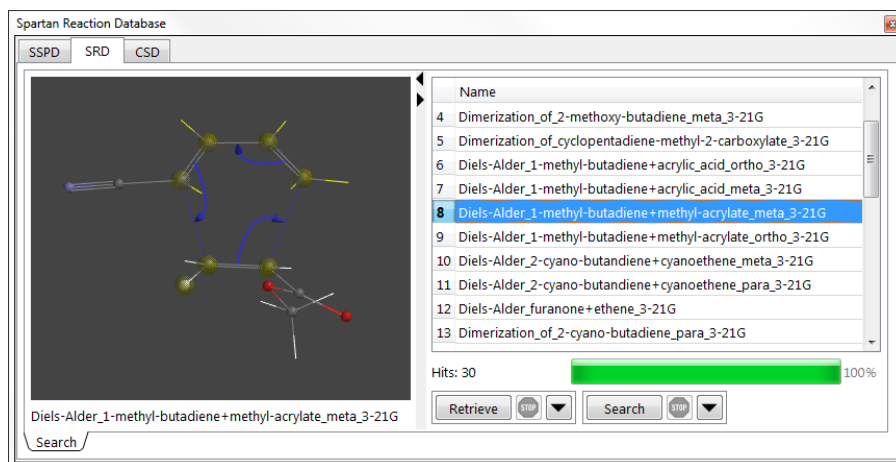 Spartan Reaction Database
SSPD SRD CSD
Name
4 Dimerization_of_2-methoxy-butadiene_meta_3-21G
5 Dimerization_of_cyclopentadiene-methyl-2-carboxylate_3-21G
6 Diels-Alder_1-methyl-butadiene+acrylic_acid_ortho_3-21G
7 Diels-Alder_1-methyl-butadiene+acrylic_acid_meta_3-21G
8 Diels-Alder_1-methyl-butadiene+methyl-acrylate_meta_3-21G
9 Diels-Alder_1-methyl-butadiene+methyl-acrylate_ortho_3-21G
10 Diels-Alder_2-cyano-butandiene+cyanoethene_meta_3-21G
11 Diels-Alder_2-cyano-butandiene+cyanoethene_para_3-21G
12 Diels-Alder_furanone+ethene_3-21G
13 Dimerization_of_2-cyano-butadiene_para_3-21G
Hits: 30 100%
Retrieve STOP Search STOP
Diels-Alder_1-methyl-butadiene+methyl-acrylate_meta_3-21G
Search